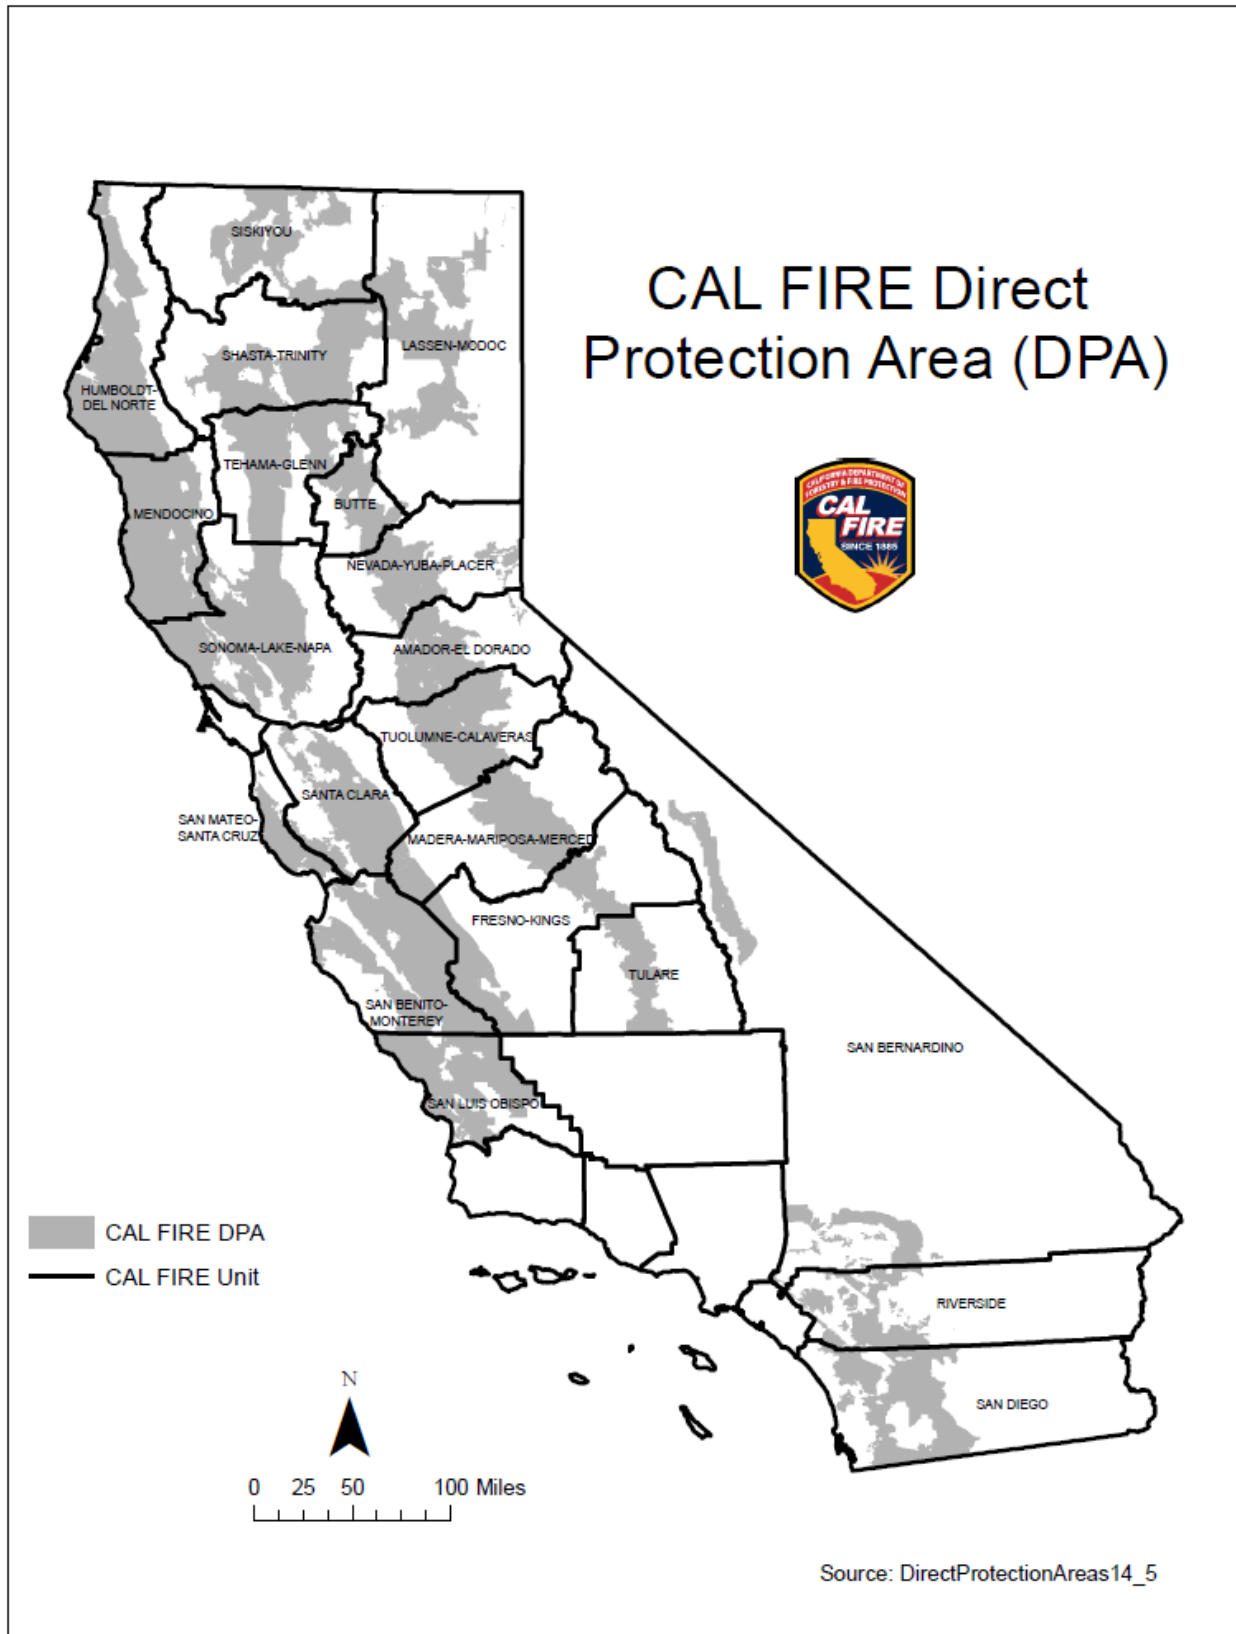 CAL FIRE Direct
Protection Area (DPA)
CALIFORNIA DEPARTMENT OF
FORESTRY & FIRE PROTECTION
CAL
FIRE
SINCE 1885
SISKIYOU
SHASTA-TRINITY
LASSEN-MODOC
HUMBOLDT-
DEL NORTE
TEHAMA-GLENN
BUTTE
MENDOCINO
NEVADA-YUBA-PLACER
SONOMA-LAKE-NAPA
AMADOR-EL DORADO
TUOLUMNE-CALAVERAS
SANTA CLARA
SAN MATEO-
SANTA CRUZ
MADERA-MARIPOSA-MERCED
FRESNO-KINGS
TULARE
SAN BENITO-
MONTEREY
SAN BERNARDINO
SAN LUIS OBISPO
RIVERSIDE
SAN DIEGO
CAL FIRE DPA
CAL FIRE Unit
N
0 25 50 100 Miles
Source: DirectProtectionAreas14_5